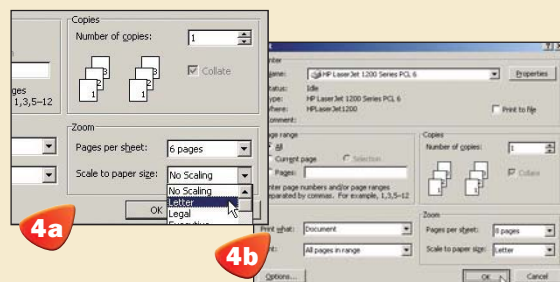 Copies
Number of copies: 1
Collate
ges
1,3,5–12
Zoom
Pages per sheet: 6 pages
Scale to paper size: No Scaling
No Scaling
Letter
Legal
OK
4a
4b
Name: HP LaserJet 1200 Series PCL 6 Properties
Status: Idle
Type: HP LaserJet 1200 Series PCL 6
Where: HPLaserJet1200 Print to file
Comment:
Page range
All
Current page Selection
Pages:
Enter page numbers and/or page ranges
separated by commas. For example, 1,3,5–12
Copies
Number of copies: 1
Collate
Print what: Document
All pages in range
Zoom
Pages per sheet: pages
Scale to paper size: Letter
Options... OK Cancel